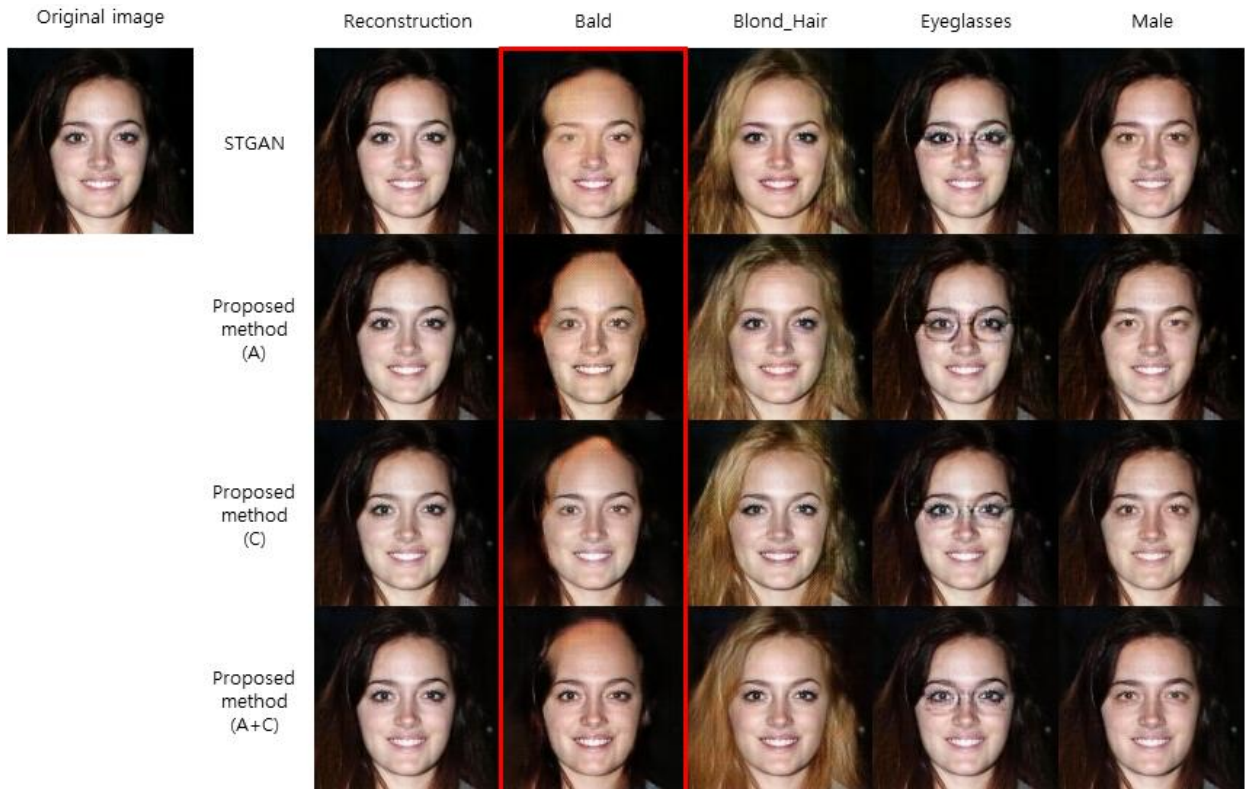 Original image
Reconstruction
Bald
Blond_Hair
Eyeglasses
Male
STGAN
Proposed
method
(A)
Proposed
method
(C)
Proposed
method
(A+C)